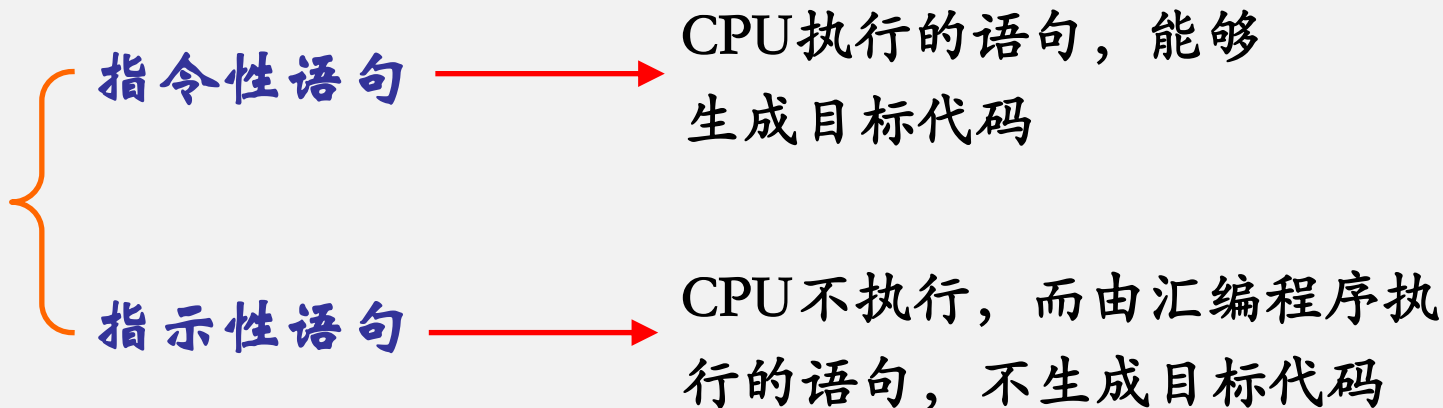 指令性语句
CPU执行的语句，能够
生成目标代码
指示性语句
CPU不执行，而由汇编程序执
行的语句，不生成目标代码